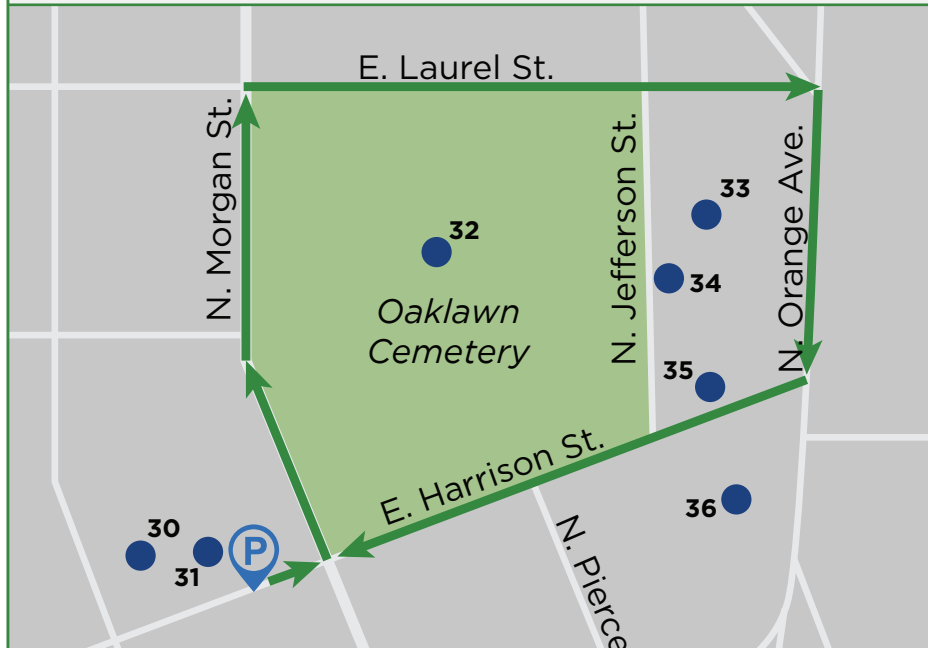 E. Laurel St.
N. Morgan St.
N. Jefferson St.
N. Orange Ave.
33
32
34
Oaklawn
Cemetery
35
E. Harrison St.
36
30
31
P
N. Pierce